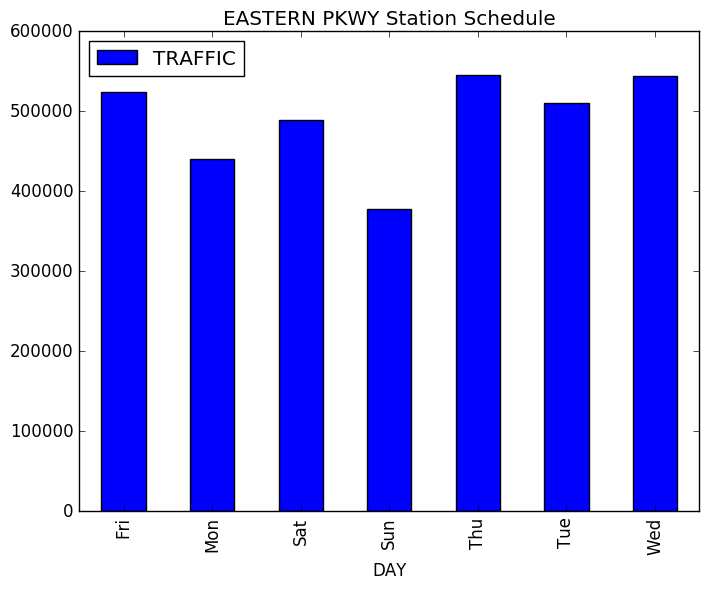 EASTERN PKWY Station Schedule
600000
TRAFFIC
500000
400000
300000
200000
100000
0
Fri Mon Sat Sun Thu Tue Wed
DAY